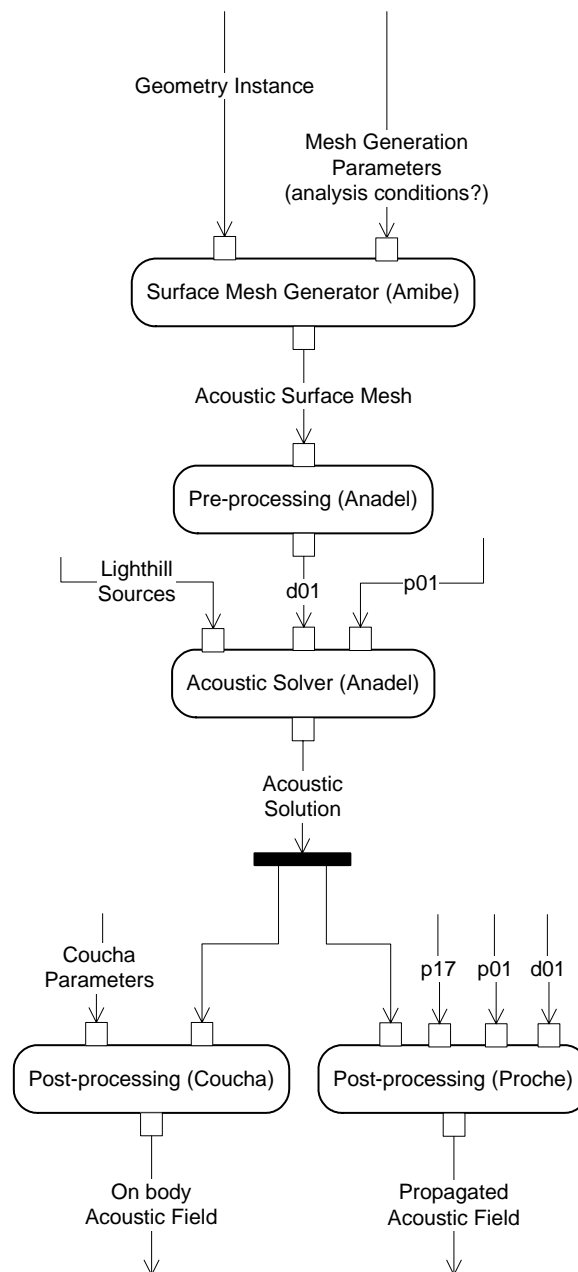 Geometry Instance
Mesh Generation
Parameters
(analysis conditions?)
Surface Mesh Generator (Amibe)
Acoustic Surface Mesh
Pre-processing (Anadel)
Lighthill
Sources
d01
p01
Acoustic Solver (Anadel)
Acoustic
Solution
Coucha
Parameters
p17
p01
d01
Post-processing (Coucha)
Post-processing (Proche)
On body
Acoustic Field
Propagated
Acoustic Field